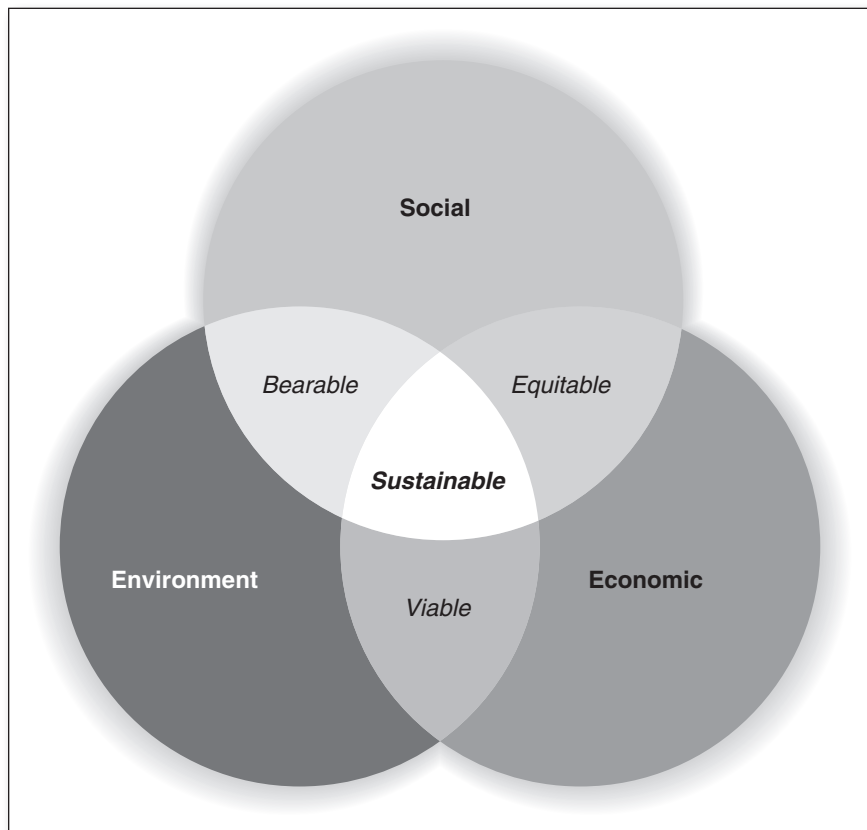 Social
Bearable
Equitable
Sustainable
Environment
Economic
Viable